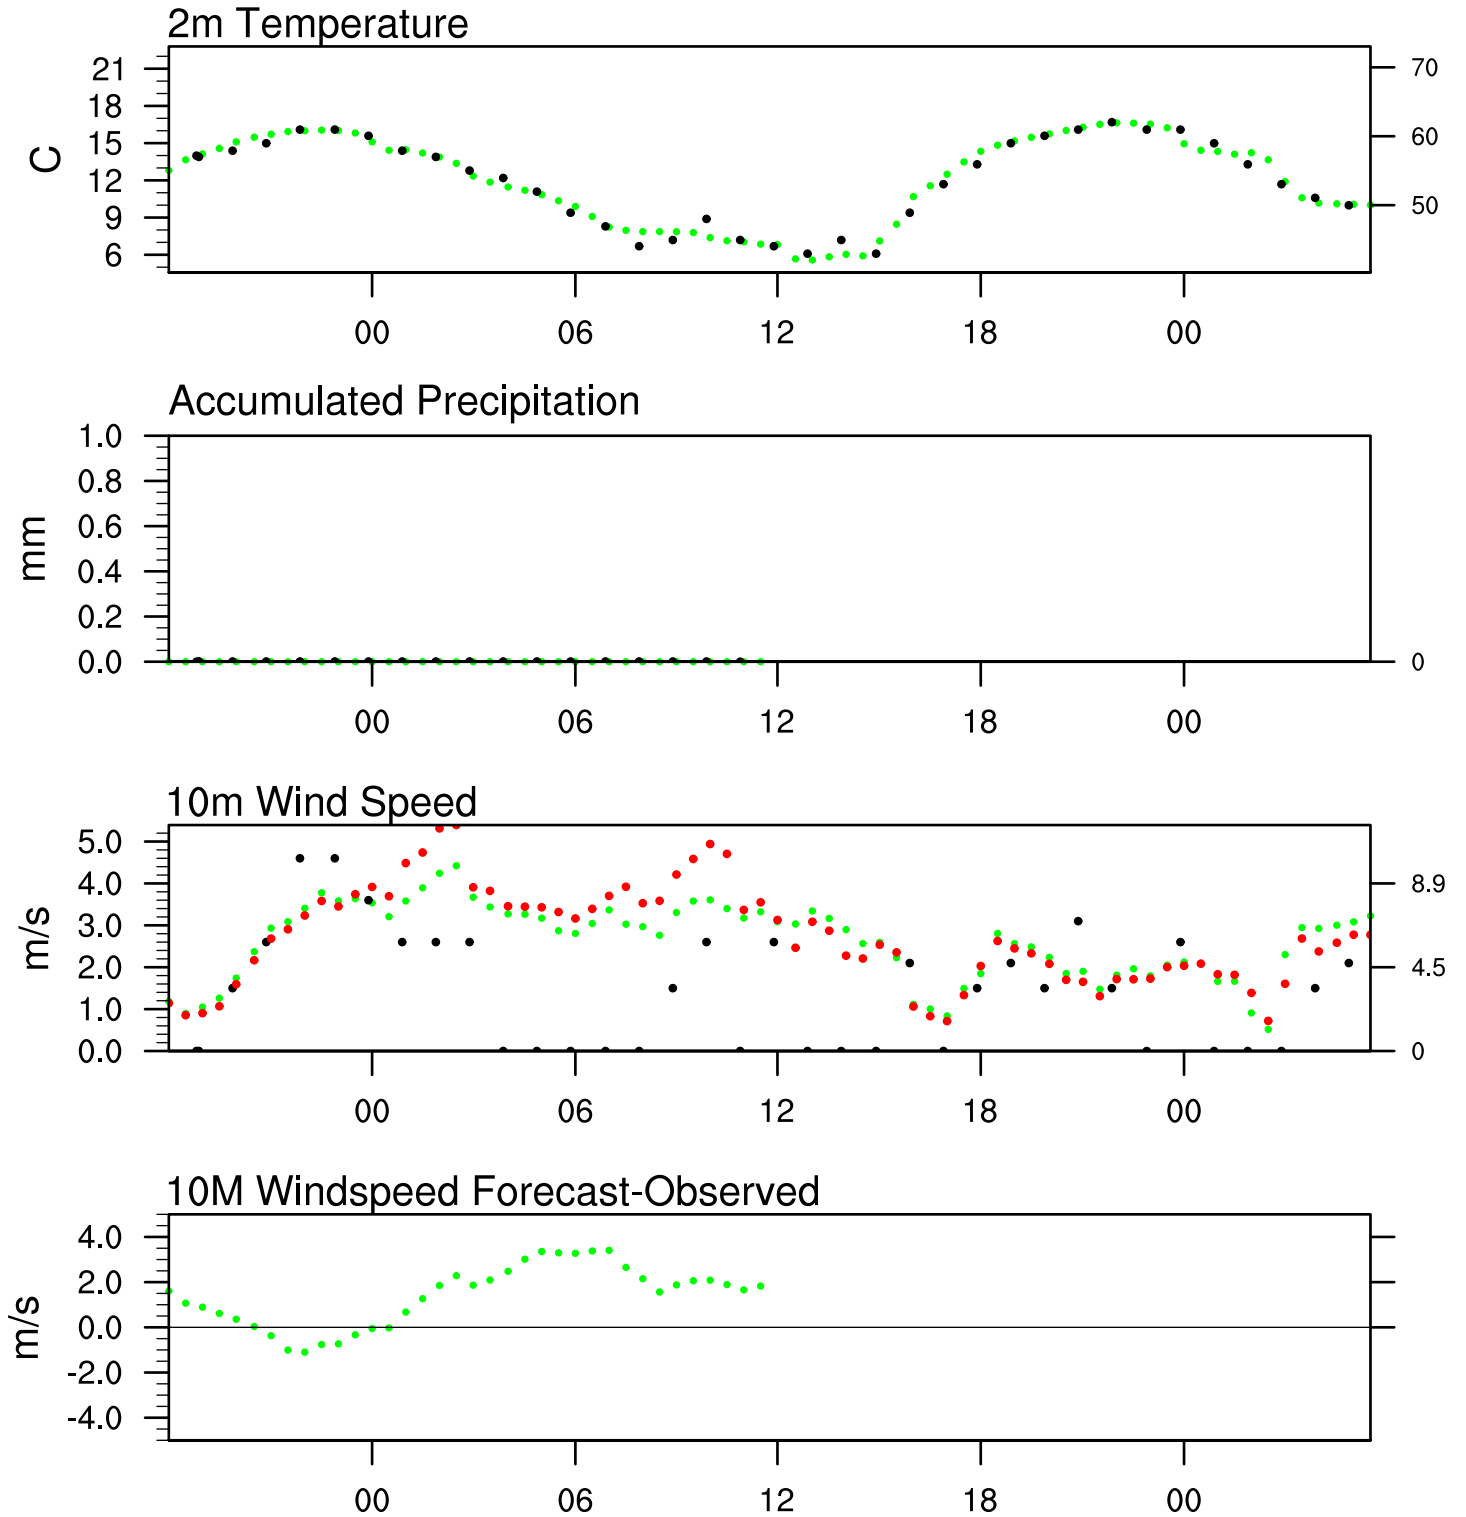 2m Temperature
21
18
15
12
9
6
C
70
60
50
00 06 12 18 00
Accumulated Precipitation
1.0
0.8
0.6
0.4
0.2
0.0
mm
0
00 06 12 18 00
10m Wind Speed
5.0
4.0
3.0
2.0
1.0
0.0
m/s
8.9
4.5
0
00 06 12 18 00
10M Windspeed Forecast-Observed
4.0
2.0
0.0
-2.0
-4.0
m/s
00 06 12 18 00